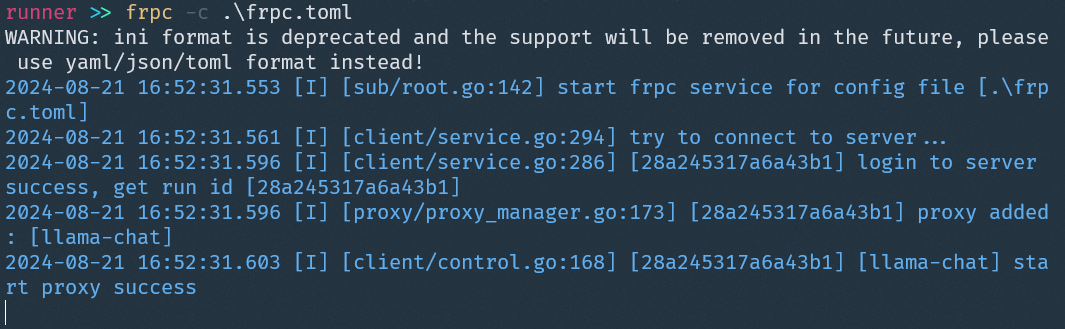 runner >> frpc -c .\frpc.toml
WARNING: ini format is deprecated and the support will be removed in the future, please
 use yaml/json/toml format instead!
2024-08-21 16:52:31.553 [I] [sub/root.go:142] start frpc service for config file [.\frp
c.toml]
2024-08-21 16:52:31.561 [I] [client/service.go:294] try to connect to server...
2024-08-21 16:52:31.596 [I] [client/service.go:286] [28a245317a6a43b1] login to server
success, get run id [28a245317a6a43b1]
2024-08-21 16:52:31.596 [I] [proxy/proxy_manager.go:173] [28a245317a6a43b1] proxy added
: [llama-chat]
2024-08-21 16:52:31.603 [I] [client/control.go:168] [28a245317a6a43b1] [llama-chat] sta
rt proxy success